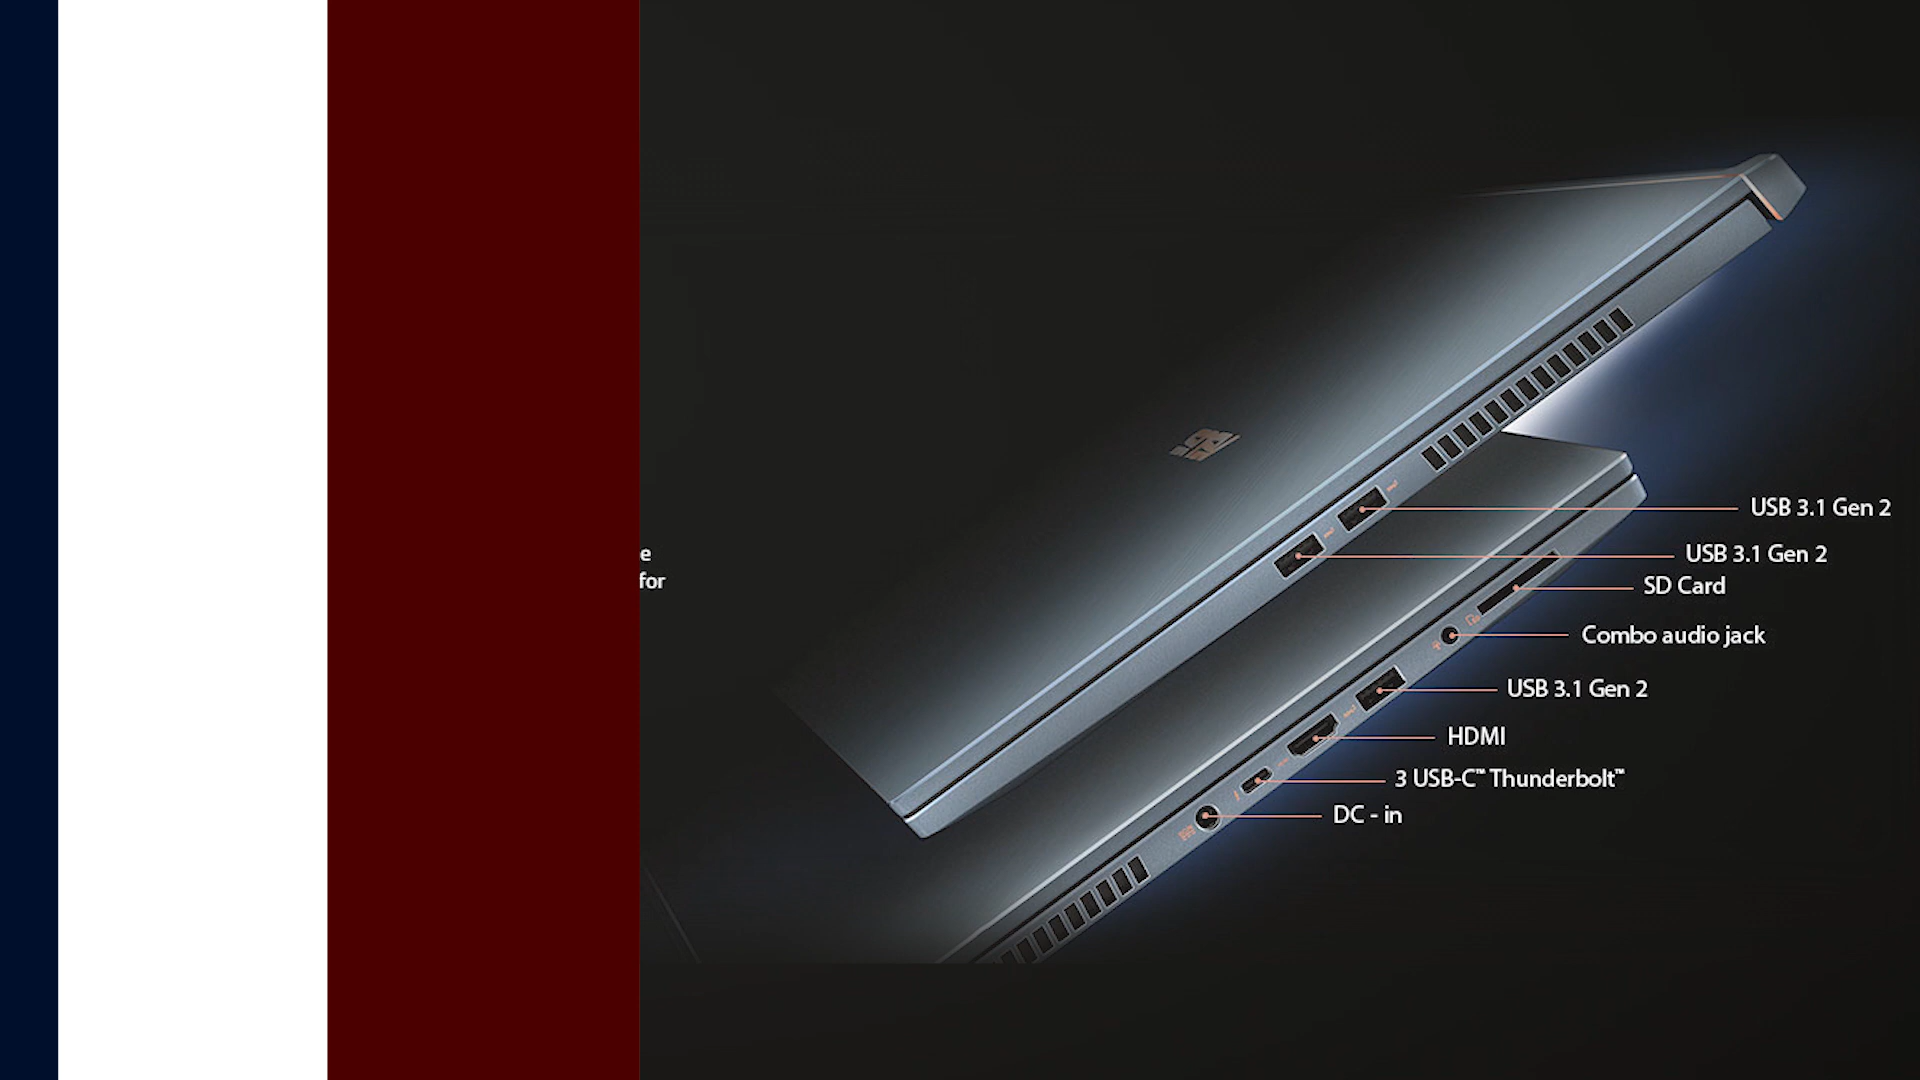 USB 3.1 Gen 2
e
USB 3.1 Gen 2
for
SD Card
Combo audio jack
USB 3.1 Gen 2
HDMI
3 USB-C™ Thunderbolt™
DC - in